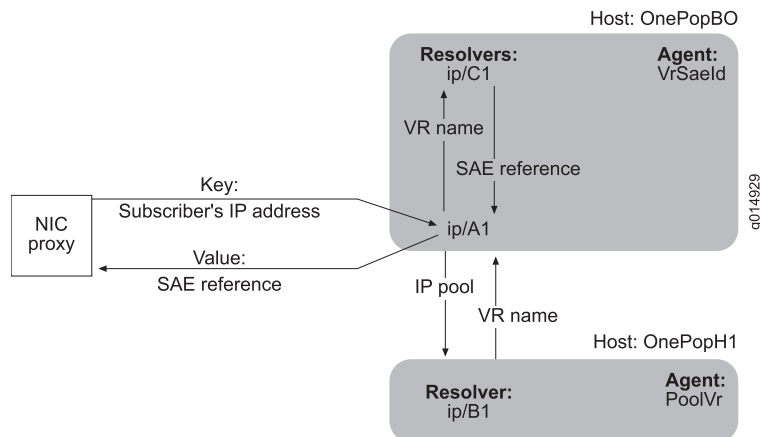 Host: OnePopBO
Resolvers:
ip/C1
Agent:
VrSaeId
VR name
SAE reference
Key:
Subscriber's IP address
NIC
proxy
ip/A1
Value:
SAE reference
IP pool
VR name
Host: OnePopH1
Resolver:
ip/B1
Agent:
PoolVr
g014929